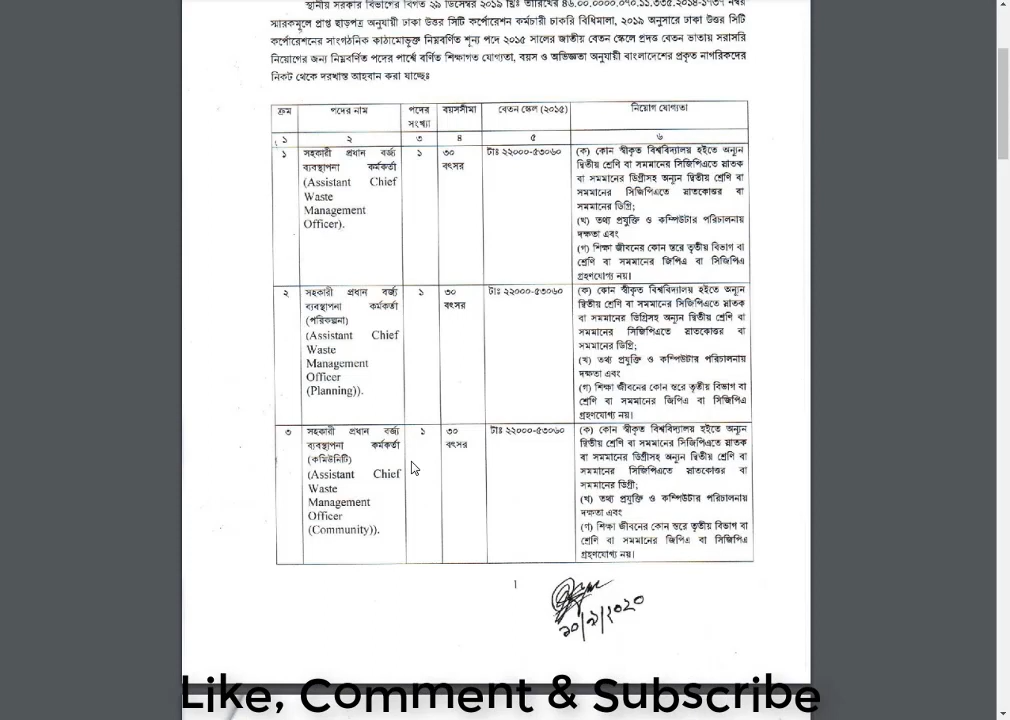 স্থানীয় সরকার বিভাগের বিগত ২৯ ডিসেম্বর ২০১৯ খ্রিঃ তারিখের ৪৬.০০.০০০০.০৭০.১১.৩৩৫.২০১৪-১৭৩৭ নম্বর
স্মারকমূলে প্রাপ্ত ছাড়পত্র অনুযায়ী ঢাকা উত্তর সিটি কর্পোরেশন কর্মচারী চাকরি বিধিমালা, ২০১৯ অনুসারে ঢাকা উত্তর সিটি
কর্পোরেশনের সাংগঠনিক কাঠামোভুক্ত নিম্নবর্ণিত শূন্য পদে ২০১৫ সালের জাতীয় বেতন স্কেলে প্রদত্ত বেতন ভাতায় সরাসরি
নিয়োগের জন্য নিম্নবর্ণিত পদের পার্শ্বে বর্ণিত শিক্ষাগত যোগ্যতা, বয়স ও অভিজ্ঞতা অনুযায়ী বাংলাদেশের প্রকৃত নাগরিকদের
নিকট থেকে দরখাস্ত আহবান করা যাচ্ছেঃ
ক্রম পদের নাম পদের সংখ্যা বয়সসীমা বেতন স্কেল (২০১৫) নিয়োগ যোগ্যতা
১ ২ ৩ ৪ ৫ ৬
১ সহকারী প্রধান বর্জ্য ১ ৩০ টাঃ ২২০০০-৫৩০৬০ (ক) কোন স্বীকৃত বিশ্ববিদ্যালয় হইতে অন্যূন
ব্যবস্থাপনা কর্মকর্তা বৎসর দ্বিতীয় শ্রেণি বা সমমানের সিজিপিএতে স্নাতক
(Assistant Chief বা সমমানের ডিগ্রীসহ অন্যূন দ্বিতীয় শ্রেণি বা
Waste সমমানের সিজিপিএতে স্নাতকোত্তর বা
Management সমমানের ডিগ্রি;
Officer). (খ) তথ্য প্রযুক্তি ও কম্পিউটার পরিচালনায়
দক্ষতা এবং
(গ) শিক্ষা জীবনের কোন স্তরে তৃতীয় বিভাগ বা
শ্রেণি বা সমমানের জিপিএ বা সিজিপিএ
গ্রহণযোগ্য নয়।
২ সহকারী প্রধান বর্জ্য ১ ৩০ টাঃ ২২০০০-৫৩০৬০ (ক) কোন স্বীকৃত বিশ্ববিদ্যালয় হইতে অন্যূন
ব্যবস্থাপনা কর্মকর্তা বৎসর দ্বিতীয় শ্রেণি বা সমমানের সিজিপিএতে স্নাতক
(পরিকল্পনা) বা সমমানের ডিগ্রিসহ অন্যূন দ্বিতীয় শ্রেণি বা
(Assistant Chief সমমানের সিজিপিএতে স্নাতকোত্তর বা
Waste সমমানের ডিগ্রি;
Management (খ) তথ্য প্রযুক্তি ও কম্পিউটার পরিচালনায়
Officer দক্ষতা এবং
(Planning)). (গ) শিক্ষা জীবনের কোন স্তরে তৃতীয় বিভাগ বা
শ্রেণি বা সমমানের জিপিএ বা সিজিপিএ
গ্রহণযোগ্য নয়।
৩ সহকারী প্রধান বর্জ্য ১ ৩০ টাঃ ২২০০০-৫৩০৬০ (ক) কোন স্বীকৃত বিশ্ববিদ্যালয় হইতে অন্যূন
ব্যবস্থাপনা কর্মকর্তা বৎসর দ্বিতীয় শ্রেণি বা সমমানের সিজিপিএতে স্নাতক
(কমিউনিটি) বা সমমানের ডিগ্রীসহ অন্যূন দ্বিতীয় শ্রেণি বা
(Assistant Chief সমমানের সিজিপিএতে স্নাতকোত্তর বা
Waste সমমানের ডিগ্রী;
Management (খ) তথ্য প্রযুক্তি ও কম্পিউটার পরিচালনায়
Officer দক্ষতা এবং
(Community)). (গ) শিক্ষা জীবনের কোন স্তরে তৃতীয় বিভাগ বা
শ্রেণি বা সমমানের জিপিএ বা সিজিপিএ
গ্রহণযোগ্য নয়।
1
১০/৯/২০২০
Like, Comment & Subscribe